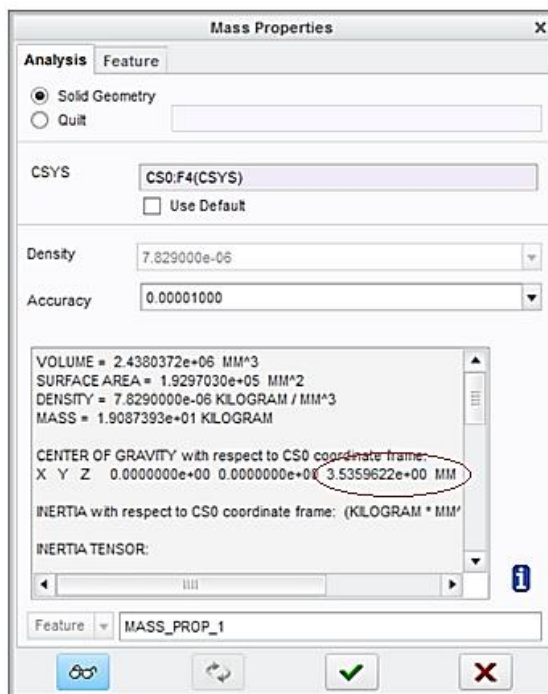 Mass Properties
x
Analysis Feature
Solid Geometry
Quilt
CSYS
CS0:F4(CSYS)
Use Default
Density
7.829000e-06
Accuracy
0.00001000
VOLUME = 2.4380372e+06 MM^3
SURFACE AREA = 1.9297030e+05 MM^2
DENSITY = 7.8290000e-06 KILOGRAM / MM^3
MASS = 1.9087393e+01 KILOGRAM
CENTER OF GRAVITY with respect to CS0 coordinate frame:
X Y Z 0.0000000e+00 0.0000000e+00 3.5359622e+00 MM
INERTIA with respect to CS0 coordinate frame: (KILOGRAM * MM^
INERTIA TENSOR:
Feature MASS_PROP_1